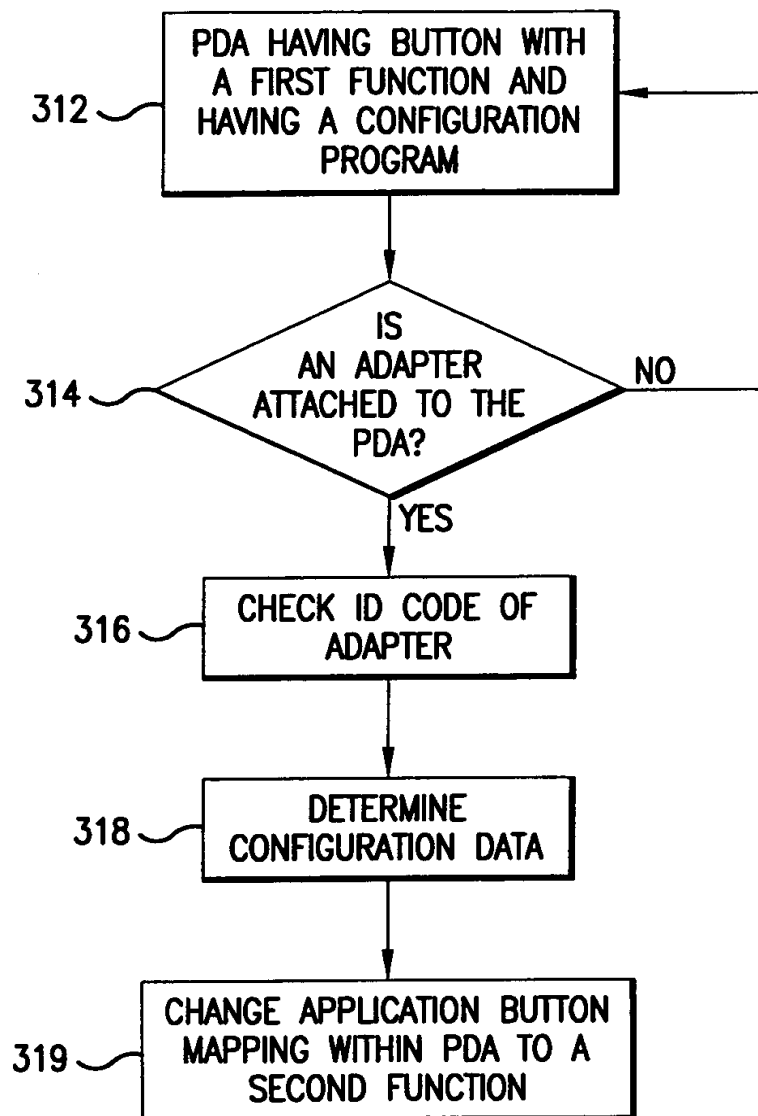 PDA HAVING BUTTON WITH
A FIRST FUNCTION AND
HAVING A CONFIGURATION
PROGRAM
312
IS
AN ADAPTER
ATTACHED TO THE
PDA?
314
NO
YES
CHECK ID CODE OF
ADAPTER
316
DETERMINE
CONFIGURATION DATA
318
CHANGE APPLICATION BUTTON
MAPPING WITHIN PDA TO A
SECOND FUNCTION
319